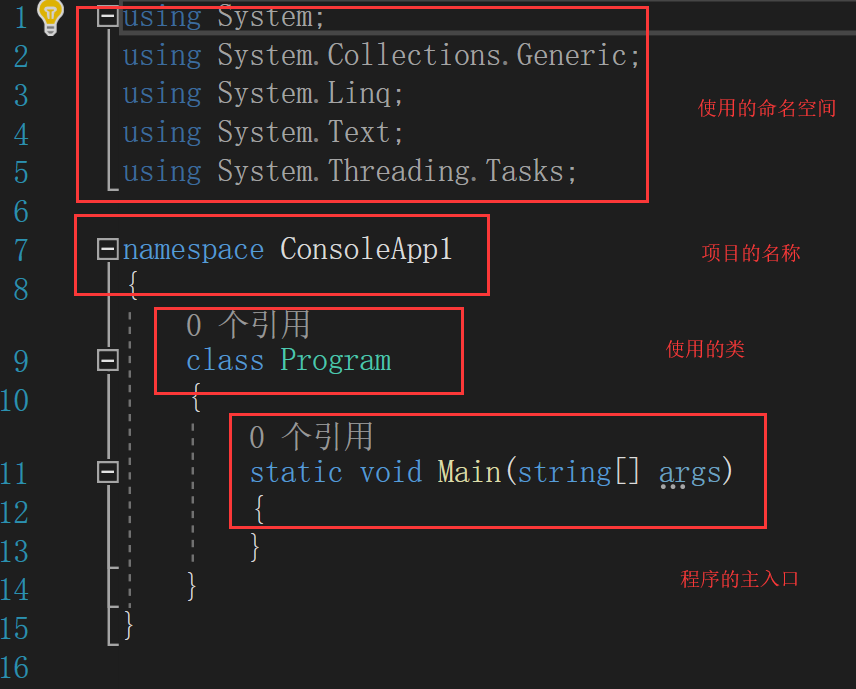 1 using System;
2 using System.Collections.Generic;
3 using System.Linq;
使用的命名空间
4 using System.Text;
5 using System.Threading.Tasks;
6
7 namespace ConsoleApp1
项目的名称
8 {
0 个引用
9 class Program
使用的类
10 {
0 个引用
11 static void Main(string[] args)
12 {
13 }
14 }
程序的主入口
15 }
16